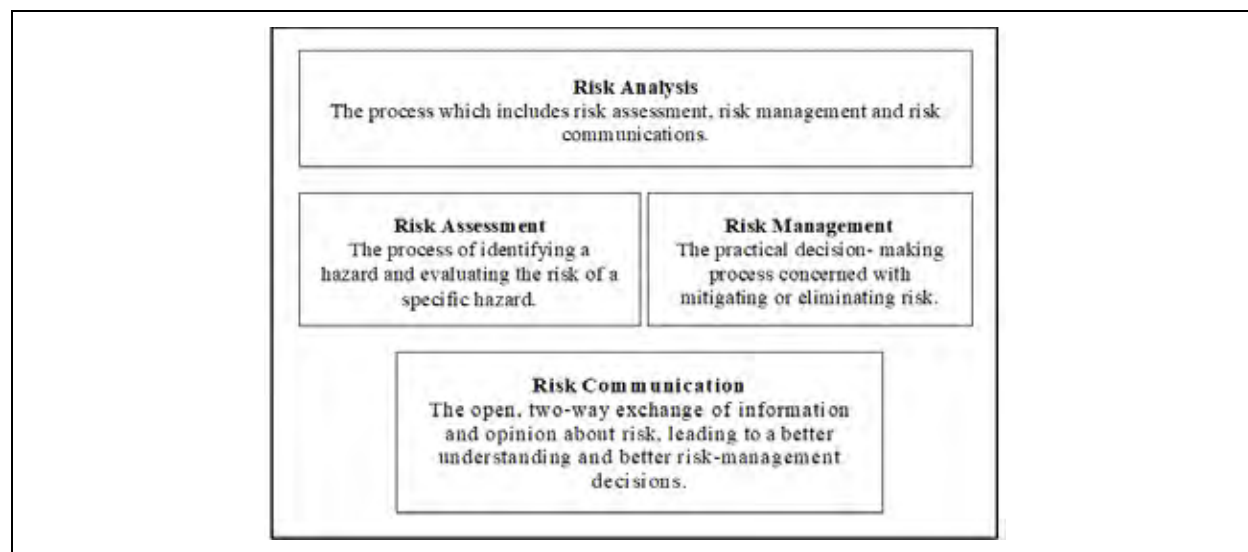 Risk Analysis
The process which includes risk assessment, risk management and risk
communications.
Risk Assessment
The process of identifying a
hazard and evaluating the risk of a
specific hazard.
Risk Management
The practical decision- making
process concerned with
mitigating or eliminating risk.
Risk Communication
The open, two-way exchange of information
and opinion about risk, leading to a better
understanding and better risk-management
decisions.